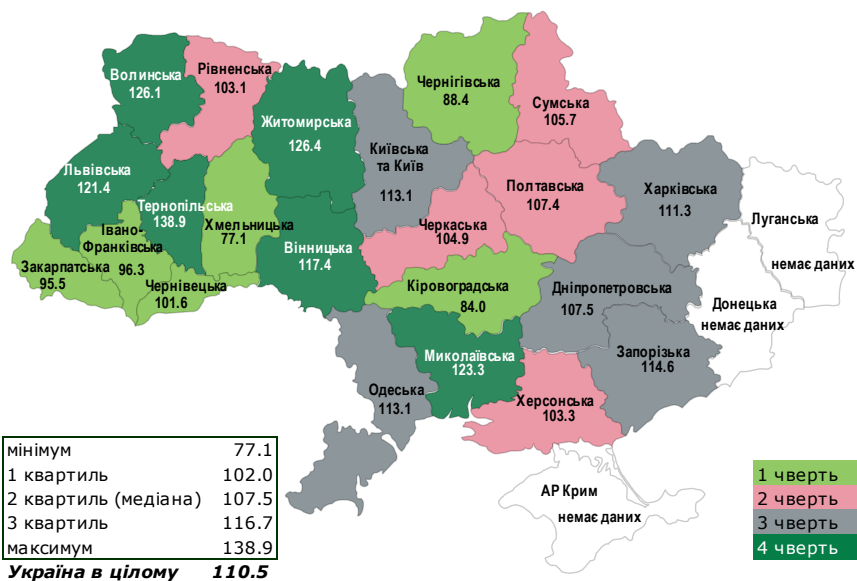 Волинська
126.1
Рівненська
103.1
Житомирська
126.4
Київська
та Київ
113.1
Чернігівська
88.4
Сумська
105.7
Львівська
121.4
Тернопільська
138.9
Хмельницька
77.1
Вінницька
117.4
Черкаська
104.9
Полтавська
107.4
Харківська
111.3
Луганська
немає даних
Івано-
Франківська
96.3
Закарпатська
95.5
Чернівецька
101.6
Кіровоградська
84.0
Дніпропетровська
107.5
Донецька
немає даних
Миколаївська
123.3
Запорізька
114.6
Одеська
113.1
Херсонська
103.3
АР Крим
немає даних
мінімум 77.1
1 квартиль 102.0
2 квартиль (медіана) 107.5
3 квартиль 116.7
максимум 138.9
Україна в цілому 110.5
1 чверть
2 чверть
3 чверть
4 чверть